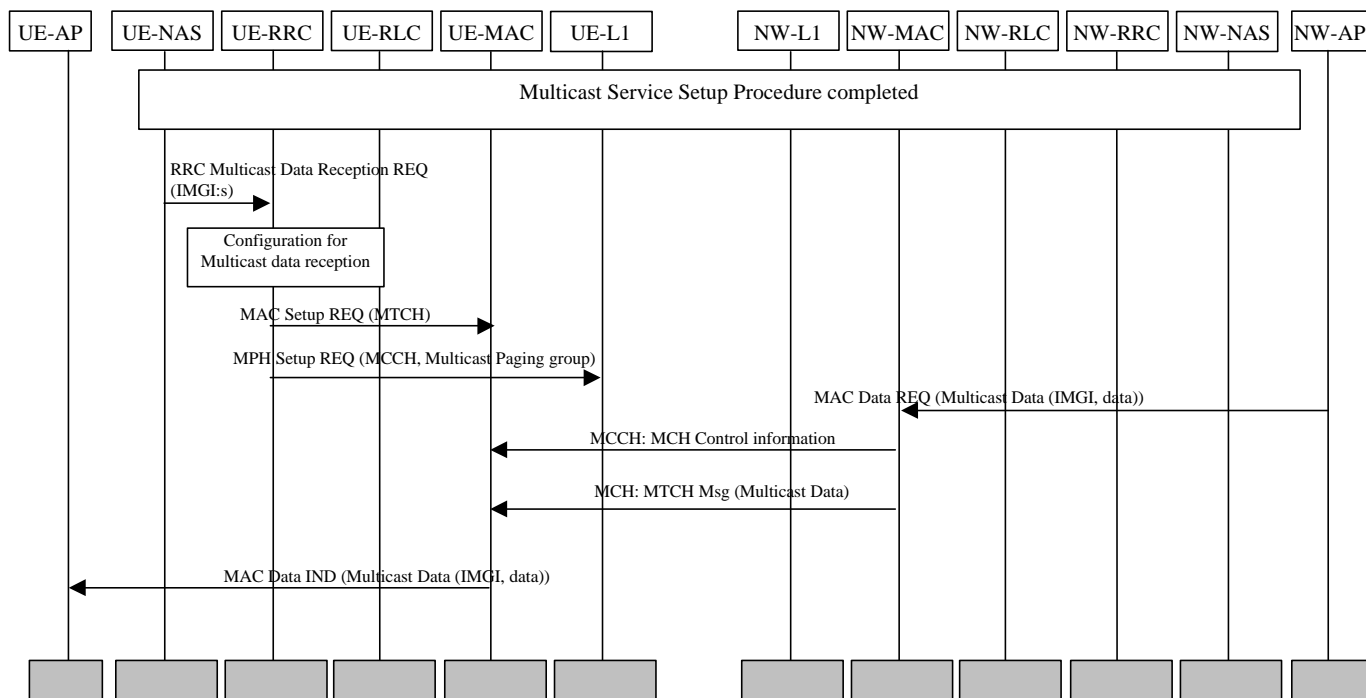 UE-AP
UE-NAS
UE-RRC
UE-RLC
UE-MAC
UE-L1
NW-L1
NW-MAC
NW-RLC
NW-RRC
NW-NAS
NW-AP
Multicast Service Setup Procedure completed
RRC Multicast Data Reception REQ
(IMGI:s)
Configuration for
Multicast data reception
MAC Setup REQ (MTCH)
MPH Setup REQ (MCCH, Multicast Paging group)
MAC Data REQ (Multicast Data (IMGI, data))
MCCH: MCH Control information
MCH: MTCH Msg (Multicast Data)
MAC Data IND (Multicast Data (IMGI, data))